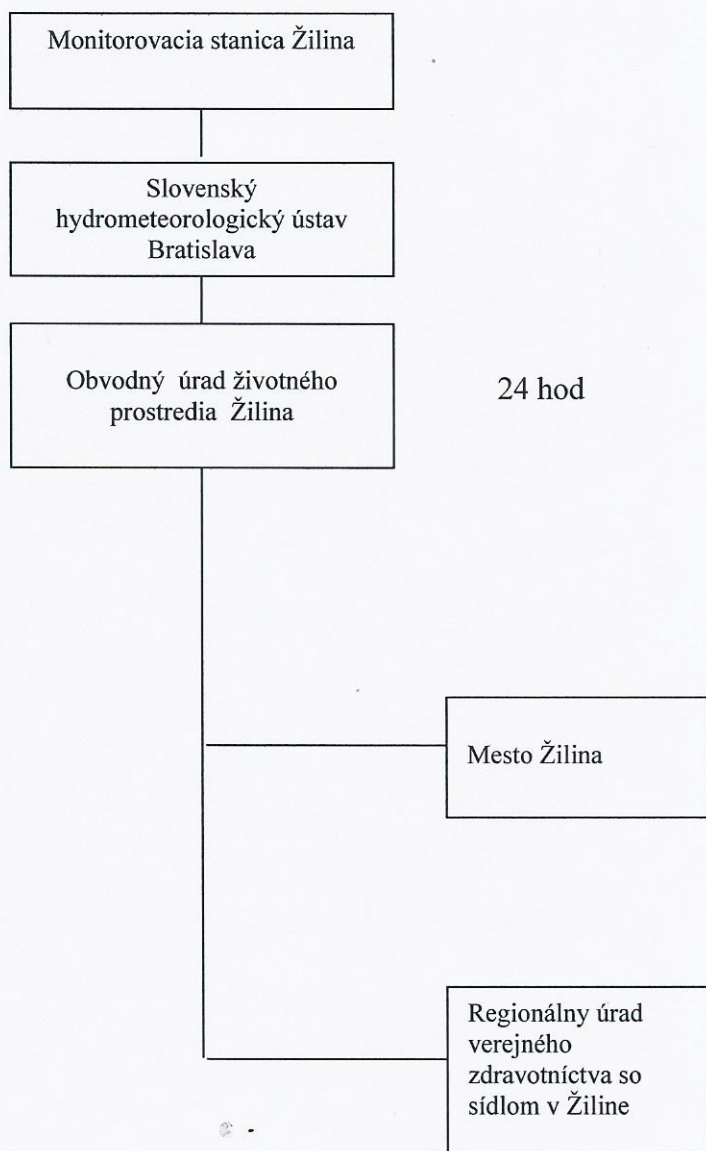 Monitorovacia stanica Žilina
Slovenský
hydrometeorologický ústav
Bratislava
Obvodný úrad životného
prostredia Žilina
24 hod
Mesto Žilina
Regionálny úrad
verejného
zdravotníctva so
sídlom v Žiline